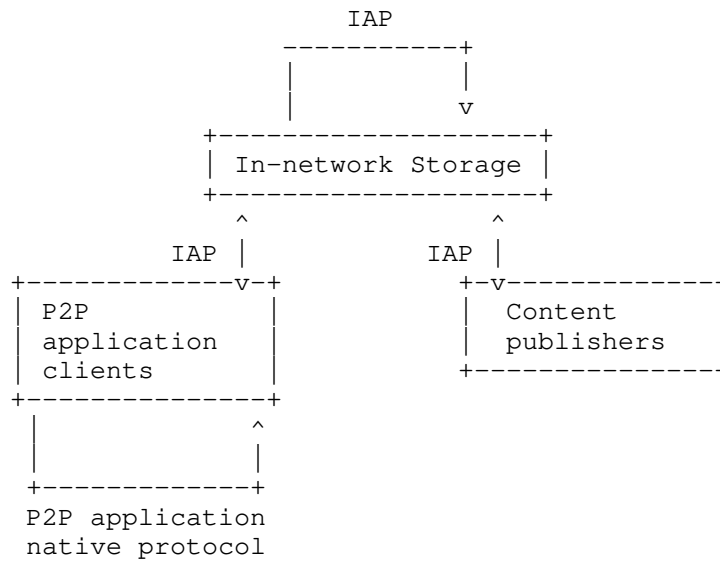 IAP
In-network Storage
IAP IAP
P2P Content
application publishers
clients
P2P application
native protocol